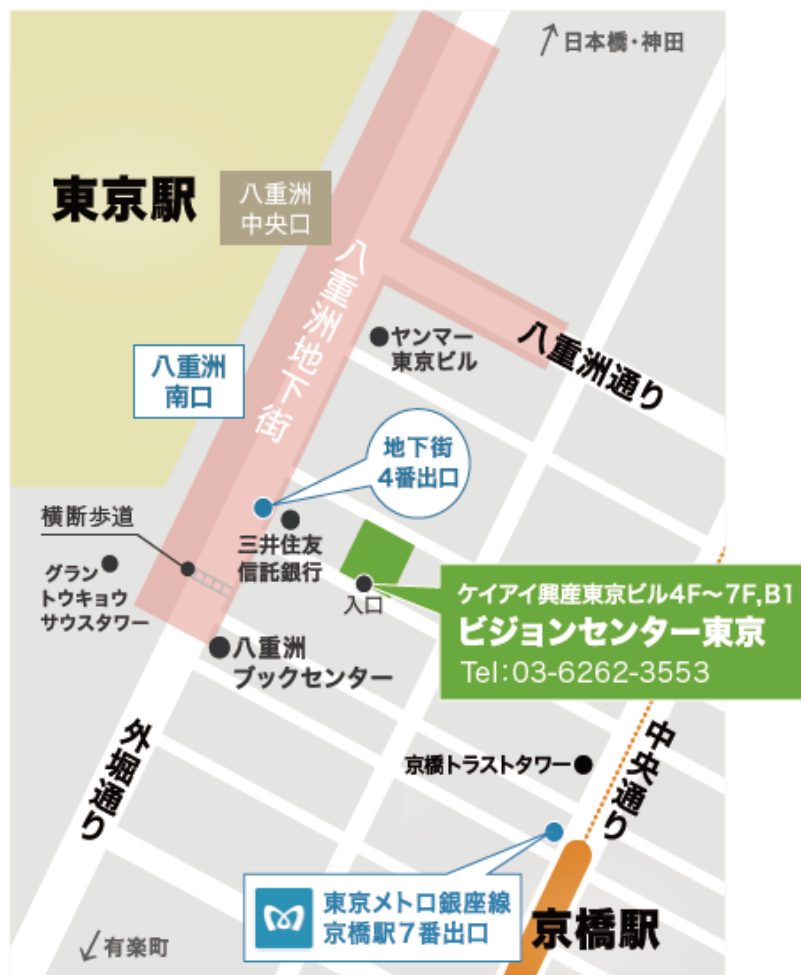 日本橋・神田
東京駅
八重洲
中央口
八重洲地下街
ヤンマー
東京ビル
八重洲通り
八重洲
南口
地下街
4番出口
横断歩道
三井住友
信託銀行
グラン
トウキョウ
サウスタワー
入口
ケイアイ興産東京ビル4F〜7F,B1
ビジョンセンター東京
Tel:03-6262-3553
八重洲
ブックセンター
外堀通り
京橋トラストタワー
中央通り
東京メトロ銀座線
京橋駅7番出口
京橋駅
有楽町